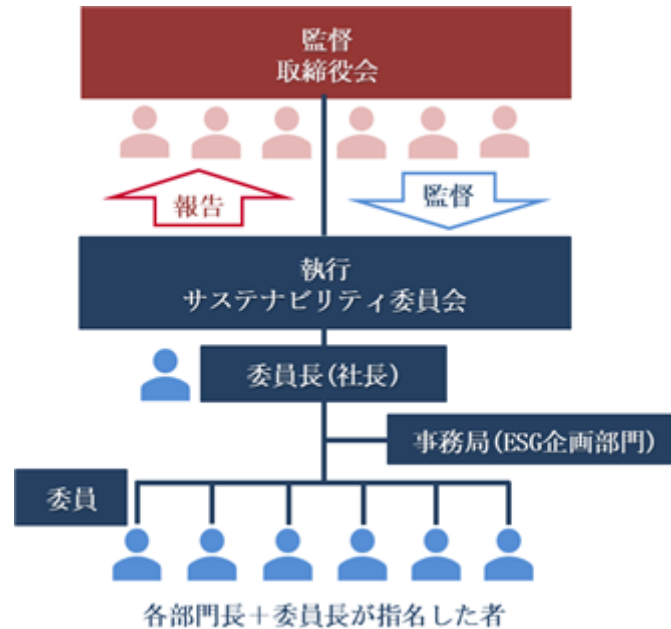 監督
取締役会
報告
監督
執行
サステナビリティ委員会
委員長(社長)
事務局(ESG企画部門)
委員
各部門長＋委員長が指名した者